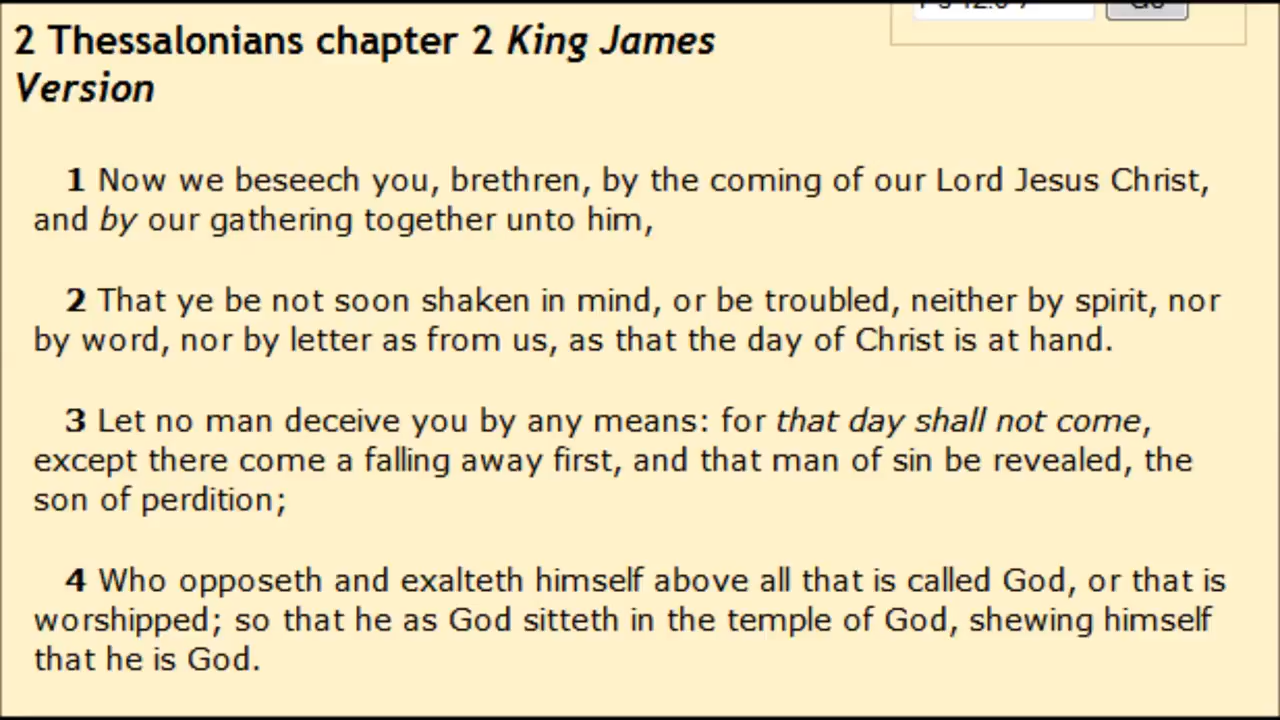 2 Thessalonians chapter 2 King James
Version
1 Now we beseech you, brethren, by the coming of our Lord Jesus Christ,
and by our gathering together unto him,
2 That ye be not soon shaken in mind, or be troubled, neither by spirit, nor
by word, nor by letter as from us, as that the day of Christ is at hand.
3 Let no man deceive you by any means: for that day shall not come,
except there come a falling away first, and that man of sin be revealed, the
son of perdition;
4 Who opposeth and exalteth himself above all that is called God, or that is
worshipped; so that he as God sitteth in the temple of God, shewing himself
that he is God.